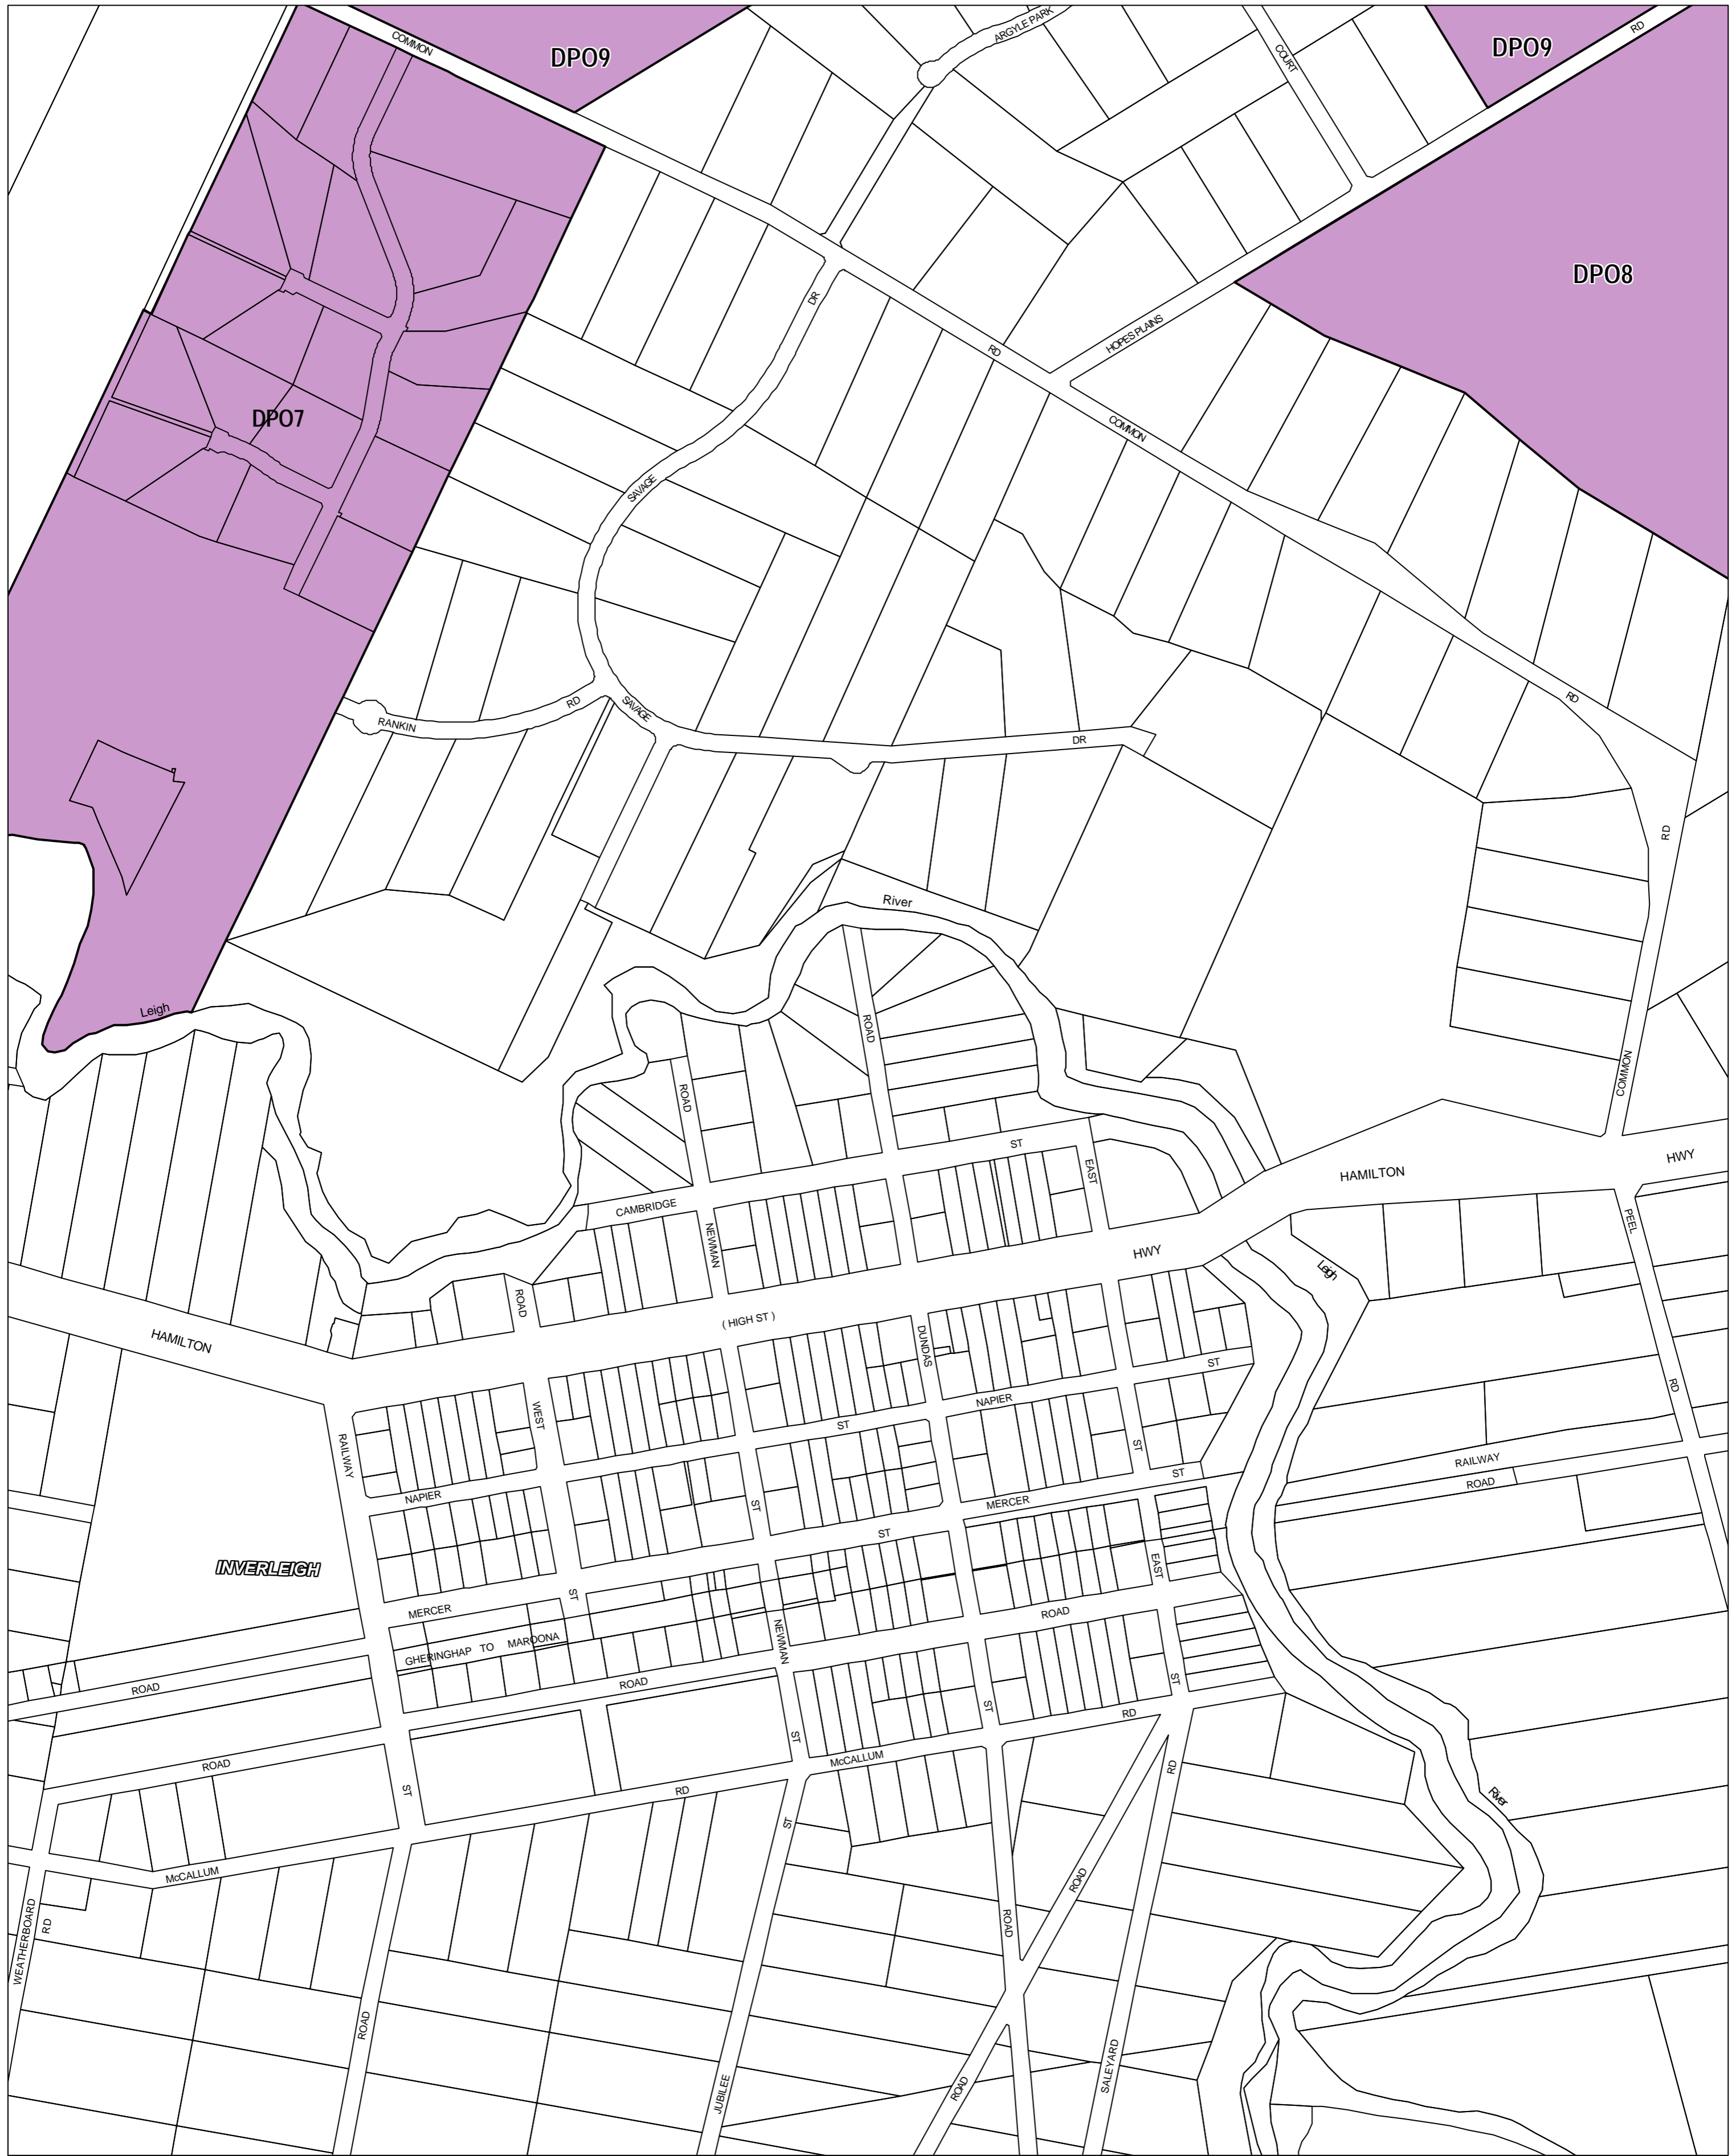 DPO9
DPO9
COMMON
ARGYLE PARK
COURT
RD
DPO8
DR
HOPES PLAINS
RD
DPO7
COMMON
SAVAGE
RANKIN
RD
SAVAGE
DR
RD
RD
River
Leigh
ROAD
ROAD
COMMON
ST
EAST
HAMILTON
HWY
CAMBRIDGE
NEWMAN
HWY
PEEL
Leigh
ROAD
( HIGH ST )
HAMILTON
DUNDAS
ST
RD
NAPIER
WEST
ST
RAILWAY
ST
ST
RAILWAY
ROAD
NAPIER
ST
MERCER
ST
INVERLEIGH
EAST
ST
MERCER
ROAD
GHERINGHAP TO MAROONA
NEWMAN
ROAD
ROAD
ST
ST
RD
ST
McCALLUM
ROAD
RD
ST
RD
ST
River
McCALLUM
ROAD
ROAD
WEATHERBOARD
RD
ROAD
JUBILEE
ROAD
SALEYARD